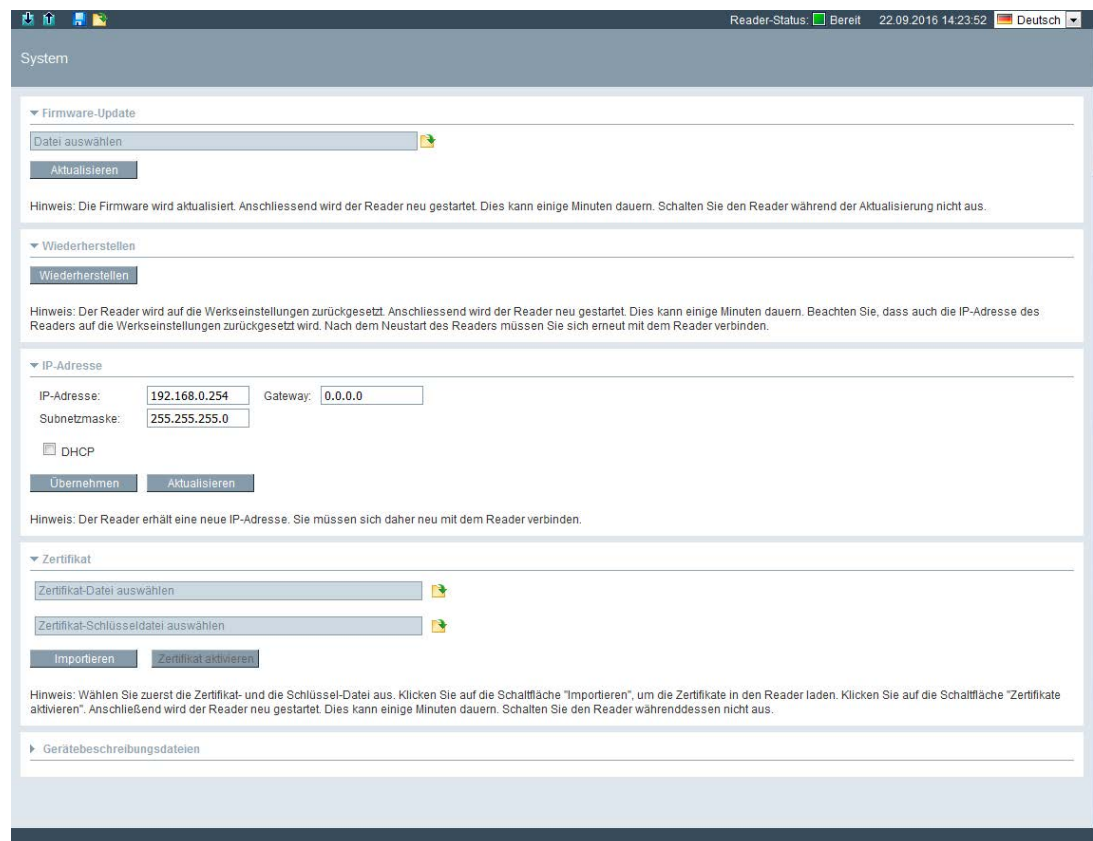 Reader-Status: Bereit 22.09.2016 14:23:52 Deutsch
System
Firmware-Update
Datei auswählen
Aktualisieren
Hinweis: Die Firmware wird aktualisiert. Anschliessend wird der Reader neu gestartet. Dies kann einige Minuten dauern. Schalten Sie den Reader während der Aktualisierung nicht aus.
Wiederherstellen
Wiederherstellen
Hinweis: Der Reader wird auf die Werkseinstellungen zurückgesetzt. Anschliessend wird der Reader neu gestartet. Dies kann einige Minuten dauern. Beachten Sie, dass auch die IP-Adresse des
Readers auf die Werkseinstellungen zurückgesetzt wird. Nach dem Neustart des Readers müssen Sie sich erneut mit dem Reader verbinden.
IP-Adresse
IP-Adresse: 192.168.0.254 Gateway: 0.0.0.0
Subnetzmaske: 255.255.255.0
DHCP
Übernehmen Aktualisieren
Hinweis: Der Reader erhält eine neue IP-Adresse. Sie müssen sich daher neu mit dem Reader verbinden.
Zertifikat
Zertifikat-Datei auswählen
Zertifikat-Schlüsseldatei auswählen
Importieren Zertifikat aktivieren
Hinweis: Wählen Sie zuerst die Zertifikat- und die Schlüssel-Datei aus. Klicken Sie auf die Schaltfläche "Importieren", um die Zertifikate in den Reader laden. Klicken Sie auf die Schaltfläche "Zertifikate
aktivieren". Anschließend wird der Reader neu gestartet. Dies kann einige Minuten dauern. Schalten Sie den Reader währenddessen nicht aus.
Gerätebeschreibungsdateien